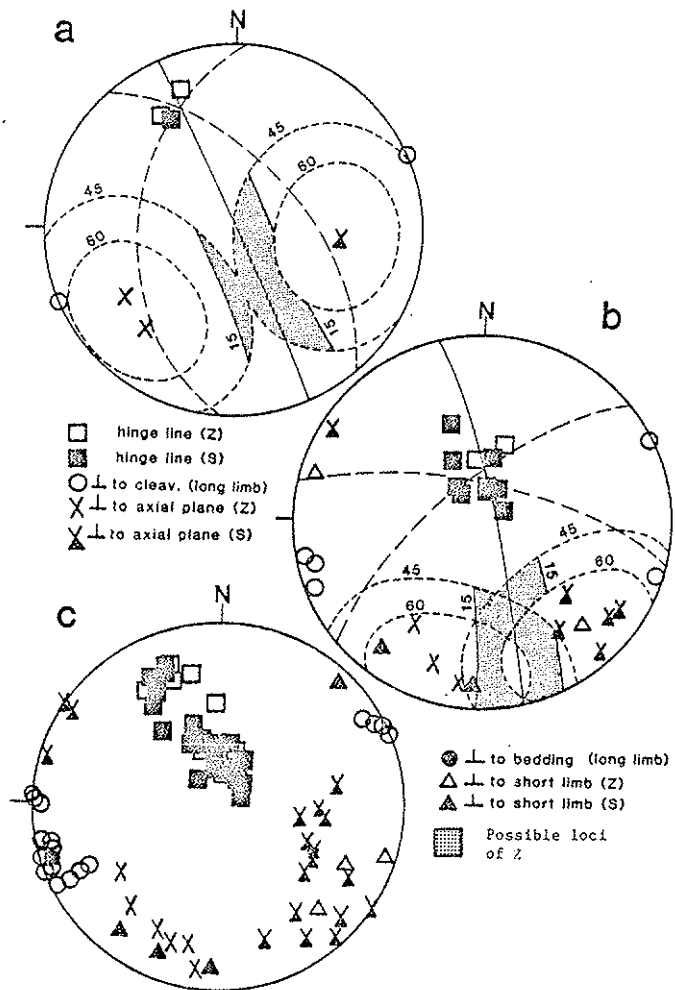 a
N
45
60
45
60
15
15
b
N
45
60
15
45
15
60
hinge line (Z)
hinge line (S)
⊥ to cleav. (long limb)
⊥ to axial plane (Z)
⊥ to axial plane (S)
c
N
⊥ to bedding (long limb)
⊥ to short limb (Z)
⊥ to short limb (S)
Possible loci
of Z